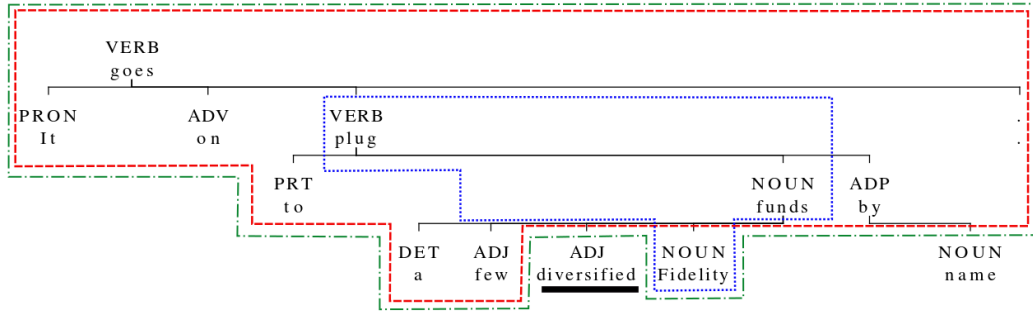 VERB
goes
PRON ADV VERB .
It on plug .
PRT NOUN ADP
to funds by
DET ADJ ADJ NOUN NOUN
a few diversified Fidelity name